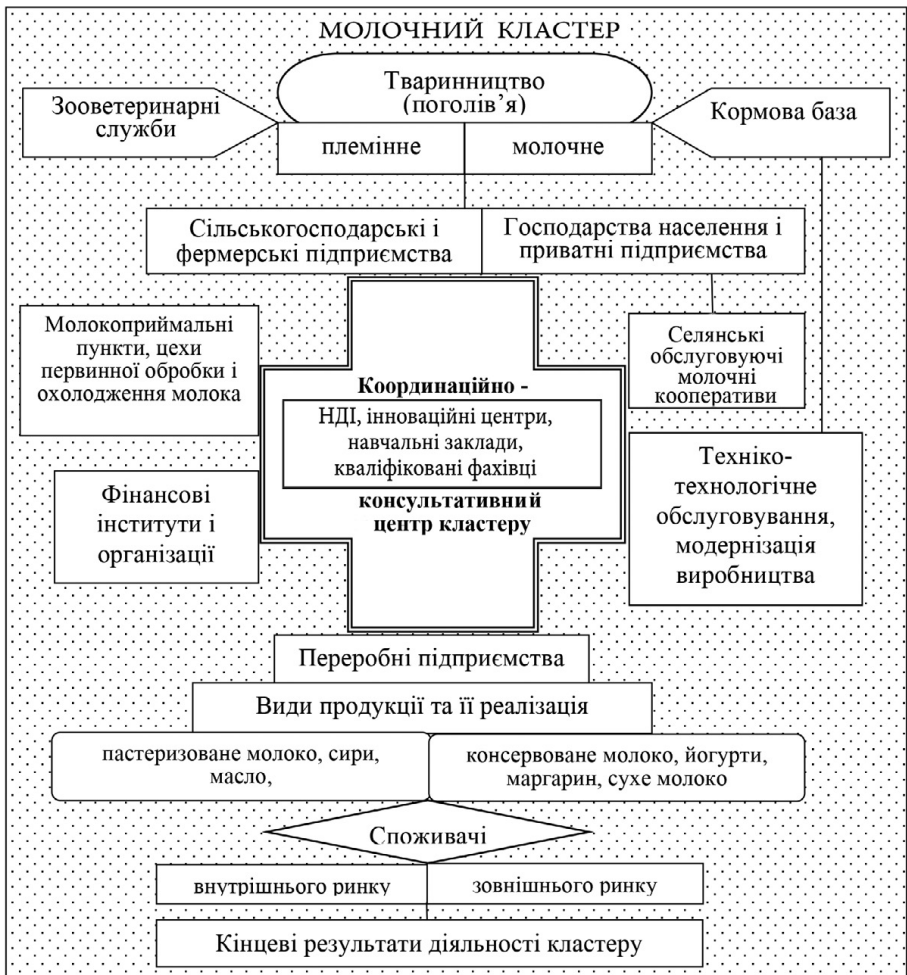 МОЛОЧНИЙ КЛАСТЕР
Тваринництво
(поголів’я)
Зооветеринарні
служби
Кормова база
племінне
молочне
Сільськогосподарські і
фермерські підприємства
Господарства населення і
приватні підприємства
Молокоприймальні
пункти, цехи
первинної обробки і
охолодження молока
Селянські
обслуговуючі
молочні
кооперативи
Координаційно -
НДІ, інноваційні центри,
навчальні заклади,
кваліфіковані фахівці
консультативний
центр кластеру
Фінансові
інститути і
організації
Техніко-
технологічне
обслуговування,
модернізація
виробництва
Переробні підприємства
Види продукції та її реалізація
пастеризоване молоко, сири,
масло,
консервоване молоко, йогурти,
маргарин, сухе молоко
Споживачі
внутрішнього ринку
зовнішнього ринку
Кінцеві результати діяльності кластеру